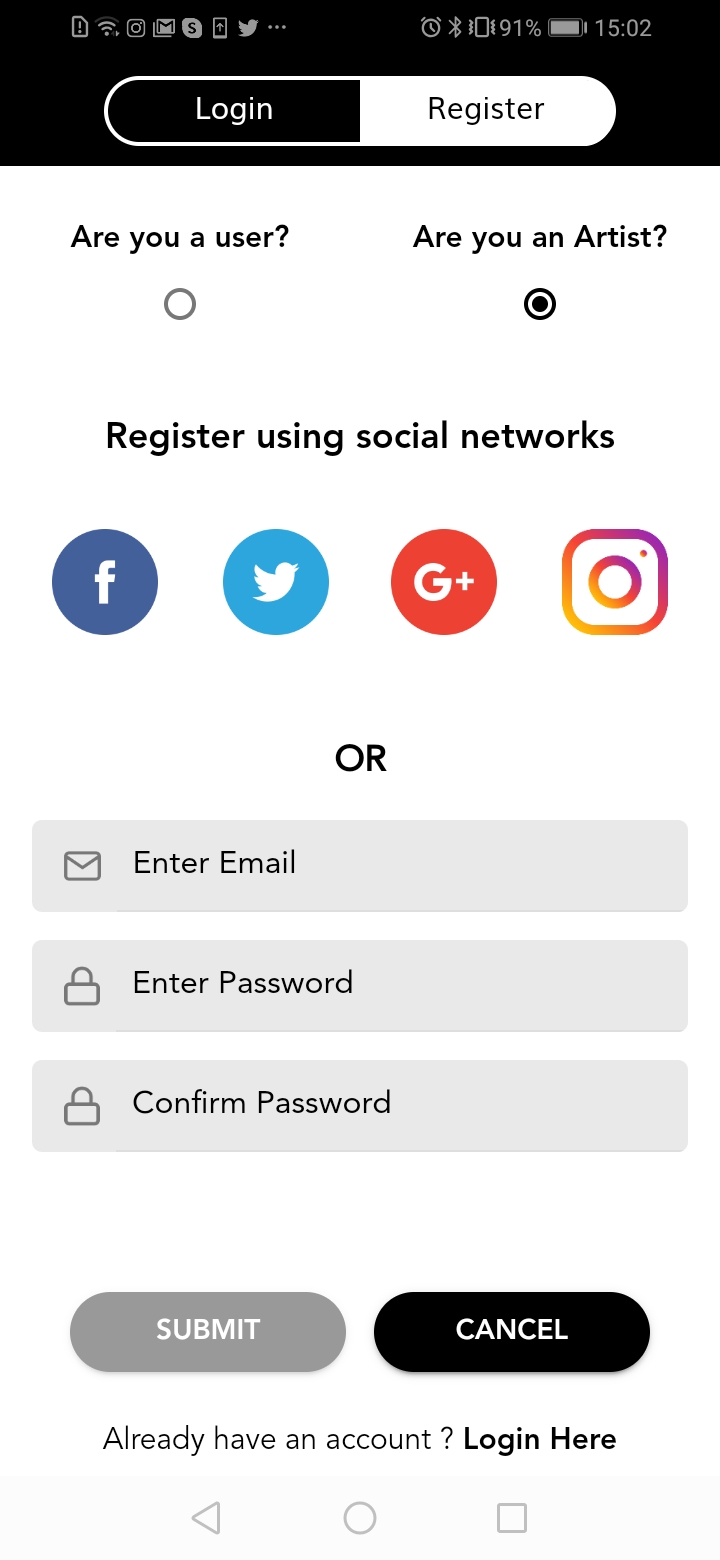 91% 15:02
Login Register
Are you a user? Are you an Artist?
Register using social networks
f G+
OR
Enter Email
Enter Password
Confirm Password
SUBMIT CANCEL
Already have an account ? Login Here